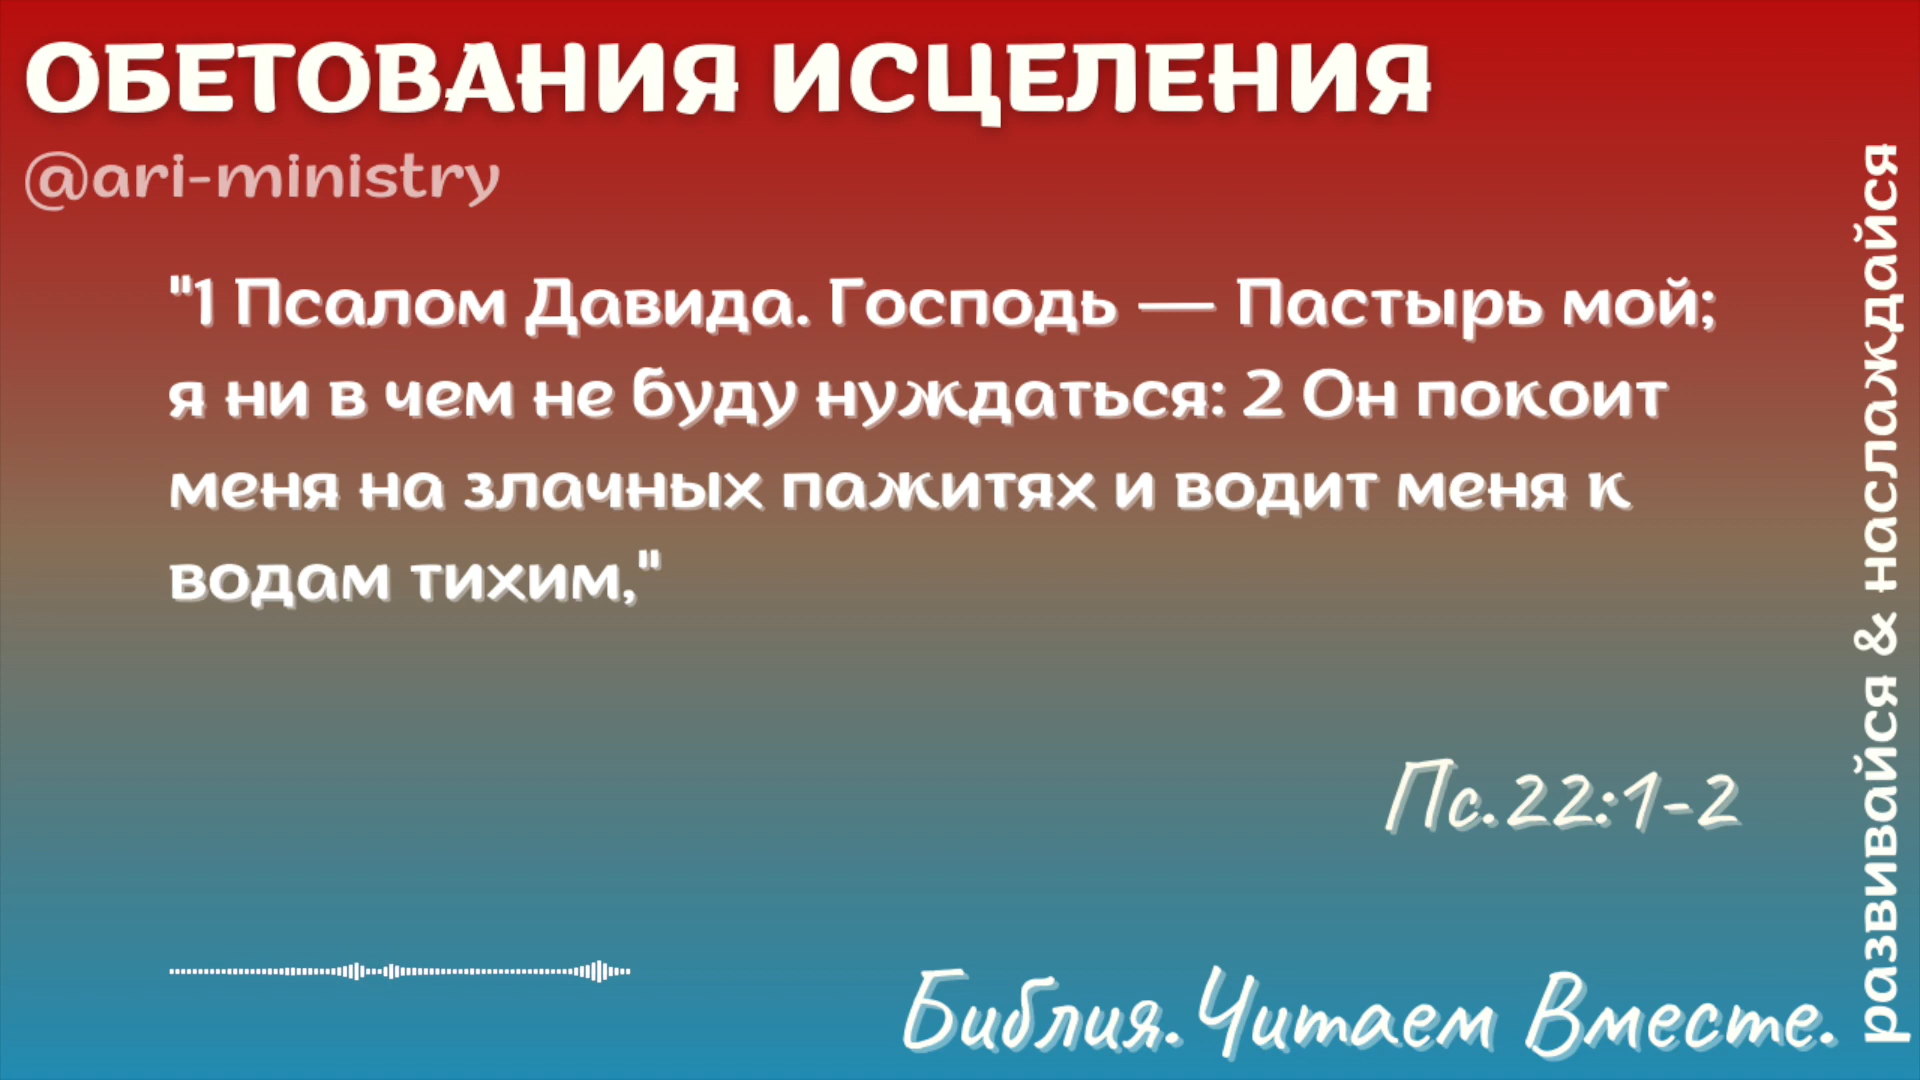 ОБЕТОВАНИЯ ИСЦЕЛЕНИЯ
@ari-ministry
"1 Псалом Давида. Господь — Пастырь мой;
я ни в чем не буду нуждаться: 2 Он покоит
меня на злачных пажитях и водит меня к
водам тихим,"
Пс.22:1-2
Библия.Читаем Вместе.
развивайся & наслаждайся